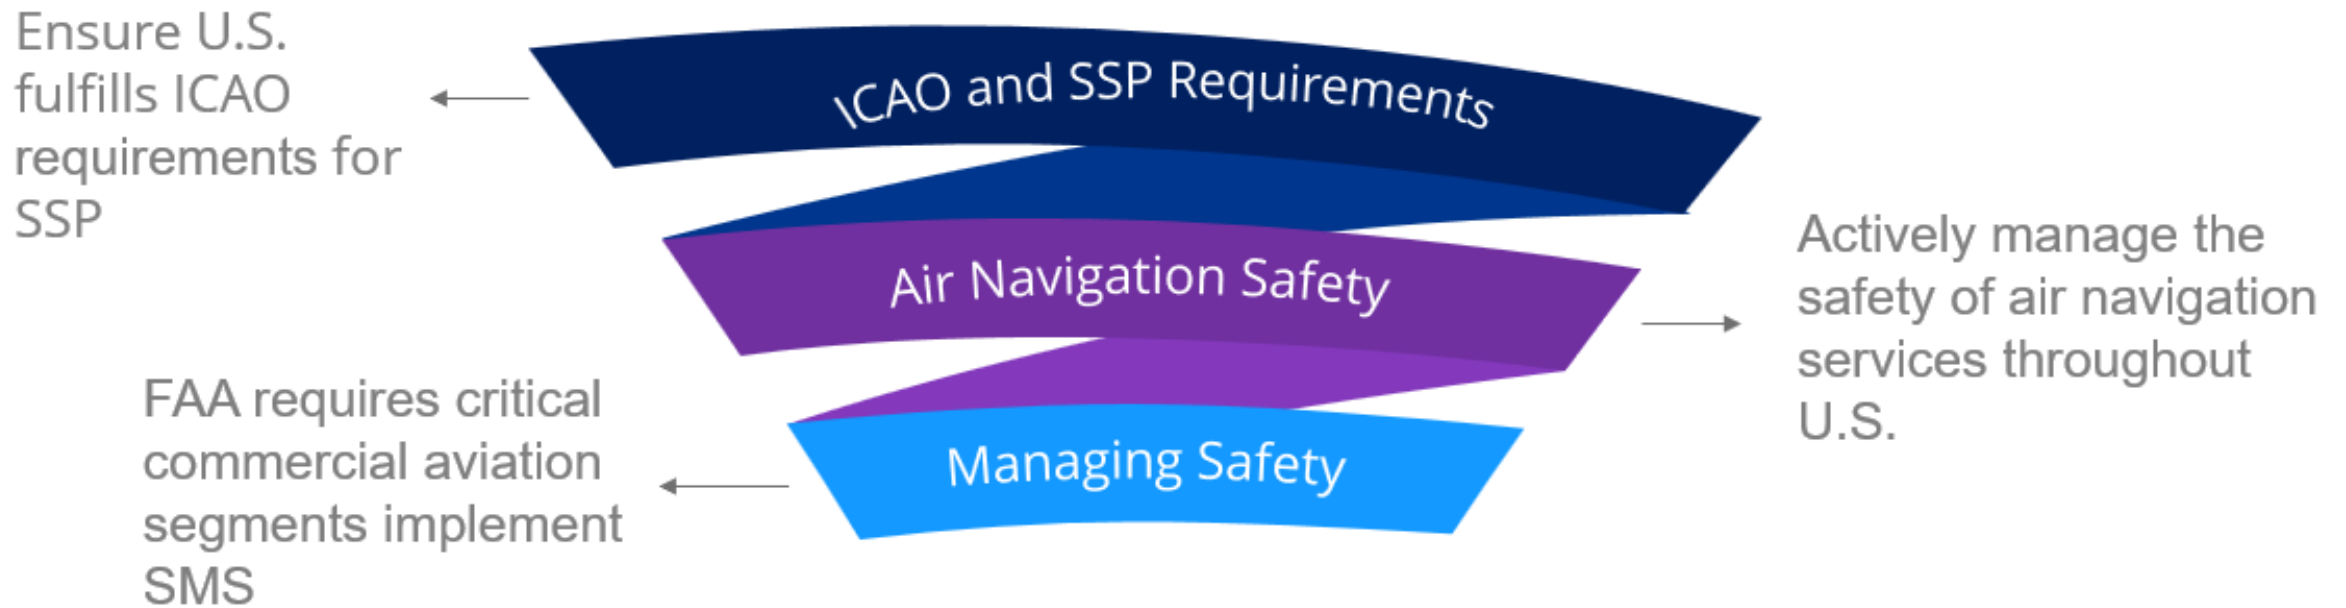 Ensure U.S.
fulfills ICAO
requirements for
SSP
ICAO and SSP Requirements
Air Navigation Safety
Actively manage the
safety of air navigation
services throughout
U.S.
FAA requires critical
commercial aviation
segments implement
SMS
Managing Safety